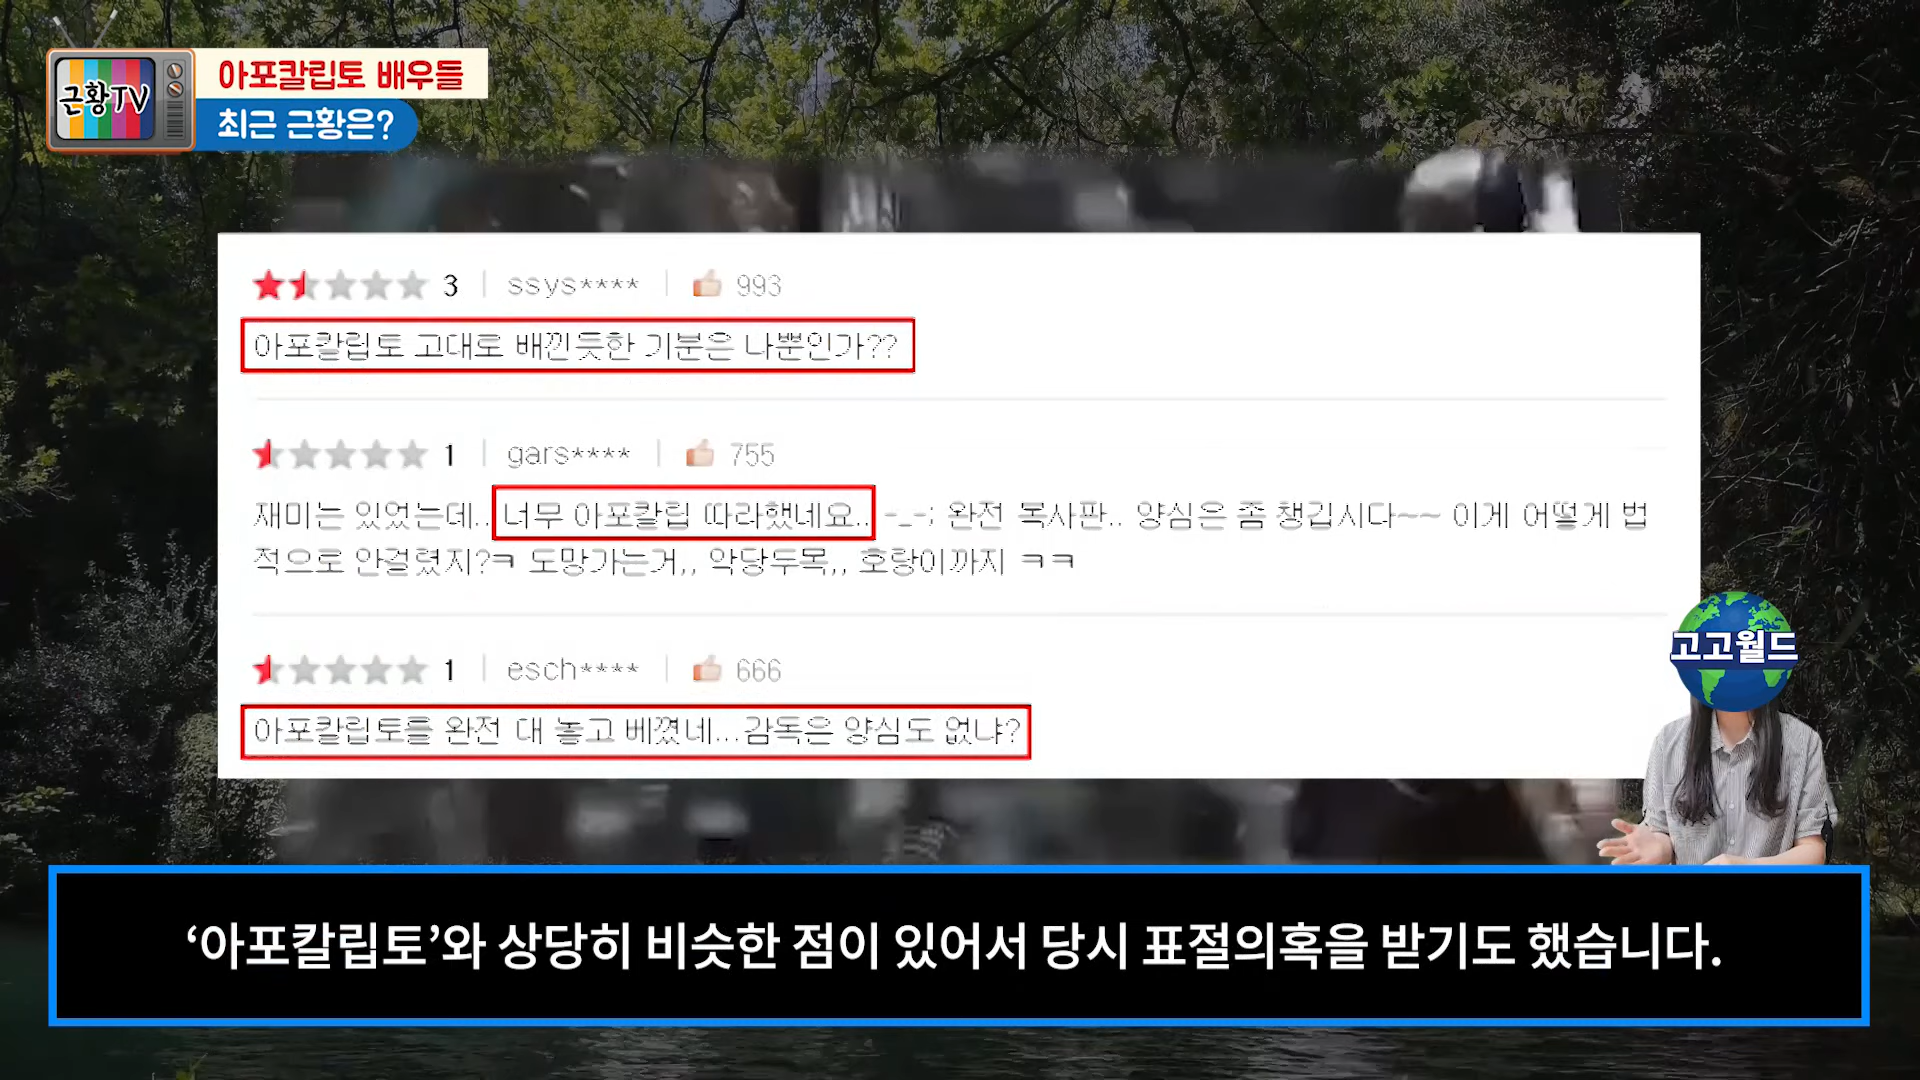 근황TV
아포칼립토 배우들
최근 근황은?
3 ssys**** 993
아포칼립토 고대로 배낀듯한 기분은 나뿐인가??
1 gars**** 755
재미는 있었는데.. 너무 아포칼립 따라했네요.. -_-; 완전 복사판.. 양심은 좀 챙깁시다~~ 이게 어떻게 법
적으로 안걸렸지?ㅋ 도망가는거,, 악당두목,, 호랑이까지 ㅋㅋ
1 esch**** 666
아포칼립토를 완전 대 놓고 베꼈네...감독은 양심도 없냐?
고고월드
‘아포칼립토’와 상당히 비슷한 점이 있어서 당시 표절의혹을 받기도 했습니다.